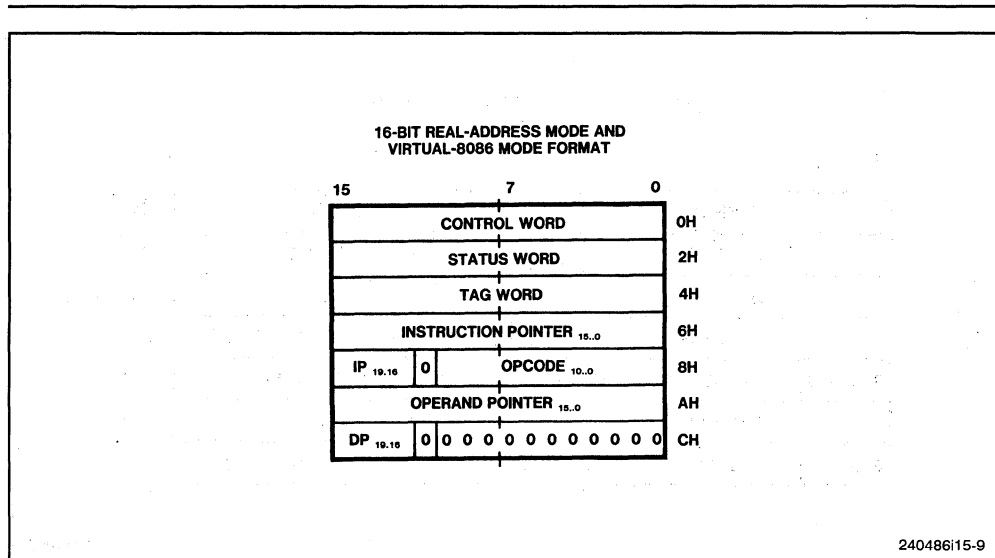 16-BIT REAL-ADDRESS MODE AND
VIRTUAL-8086 MODE FORMAT
15 7 0
CONTROL WORD 0H
STATUS WORD 2H
TAG WORD 4H
INSTRUCTION POINTER 15..0 6H
IP 19.16 0 OPCODE 10..0 8H
OPERAND POINTER 15..0 AH
DP 19.16 0 0 0 0 0 0 0 0 0 0 0 0 CH
240486i15-9